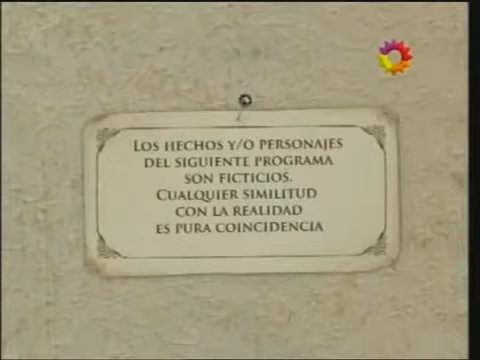 LOS HECHOS Y/O PERSONAJES
DEL SIGUIENTE PROGRAMA
SON FICTICIOS.
CUALQUIER SIMILITUD
CON LA REALIDAD
ES PURA COINCIDENCIA